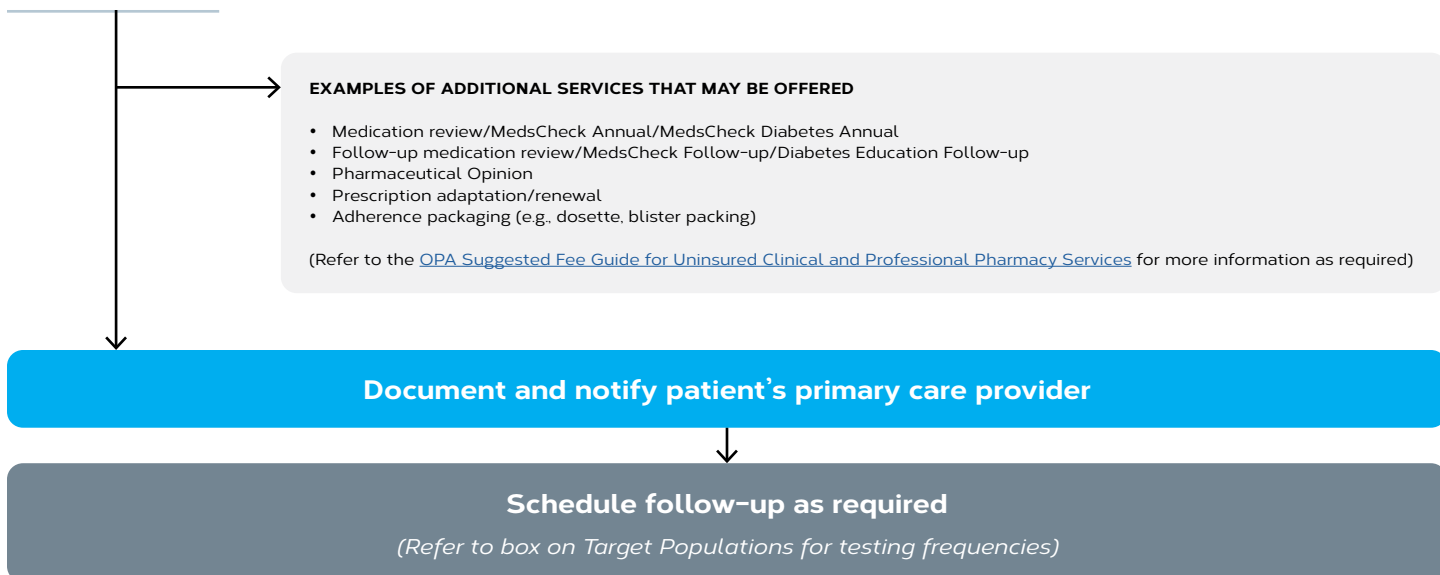 EXAMPLES OF ADDITIONAL SERVICES THAT MAY BE OFFERED
• Medication review/MedsCheck Annual/MedsCheck Diabetes Annual
• Follow-up medication review/MedsCheck Follow-up/Diabetes Education Follow-up
• Pharmaceutical Opinion
• Prescription adaptation/renewal
• Adherence packaging (e.g., dosette, blister packing)
(Refer to the OPA Suggested Fee Guide for Uninsured Clinical and Professional Pharmacy Services for more information as required)
Document and notify patient's primary care provider
Schedule follow-up as required
(Refer to box on Target Populations for testing frequencies)